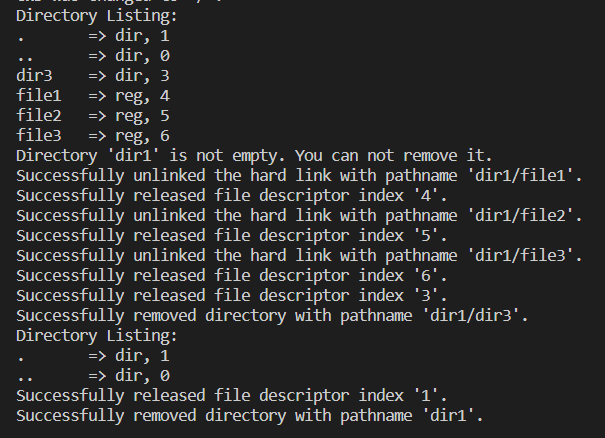 Directory Listing:
.       => dir, 1
..      => dir, 0
dir3    => dir, 3
file1   => reg, 4
file2   => reg, 5
file3   => reg, 6
Directory 'dir1' is not empty. You can not remove it.
Successfully unlinked the hard link with pathname 'dir1/file1'.
Successfully released file descriptor index '4'.
Successfully unlinked the hard link with pathname 'dir1/file2'.
Successfully released file descriptor index '5'.
Successfully unlinked the hard link with pathname 'dir1/file3'.
Successfully released file descriptor index '6'.
Successfully released file descriptor index '3'.
Successfully removed directory with pathname 'dir1/dir3'.
Directory Listing:
.       => dir, 1
..      => dir, 0
Successfully released file descriptor index '1'.
Successfully removed directory with pathname 'dir1'.